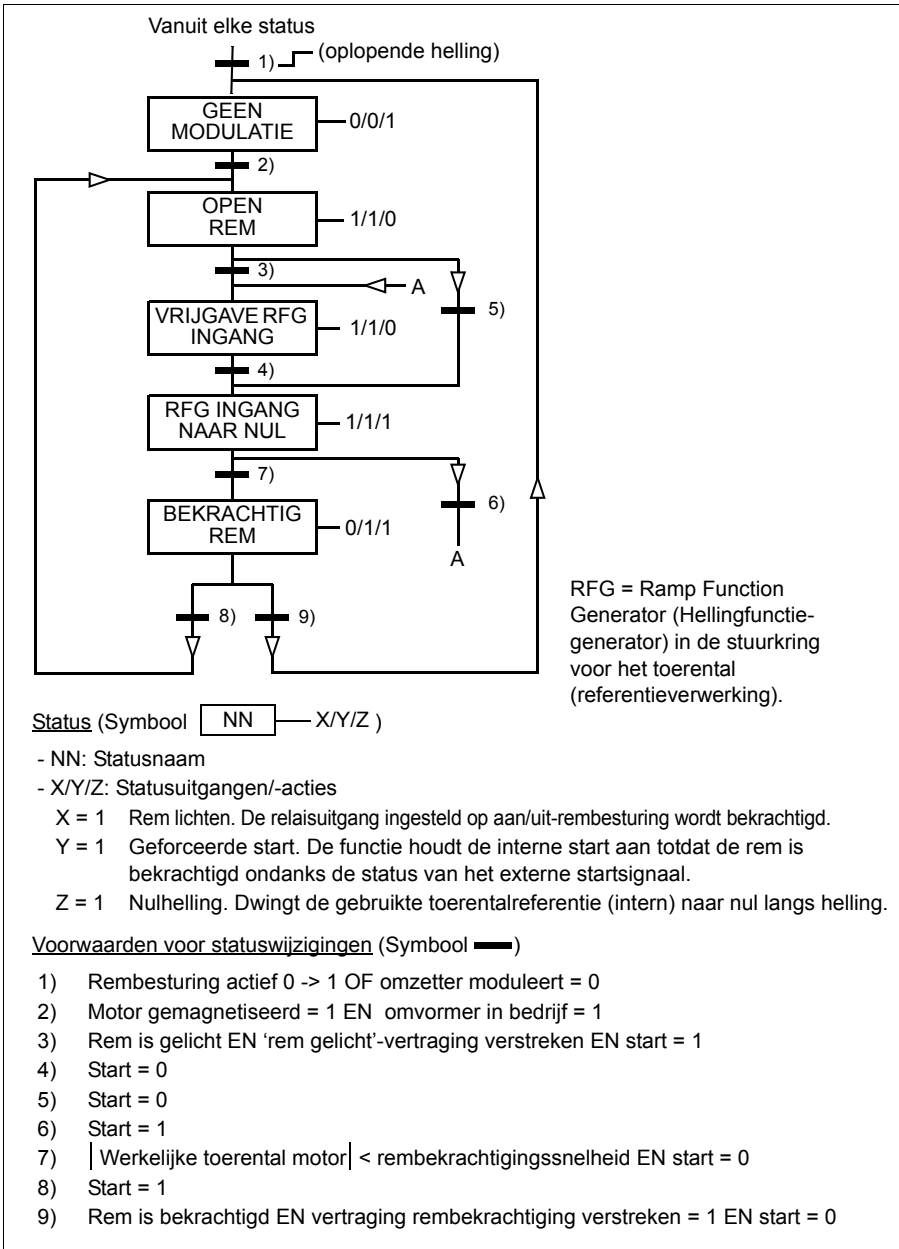 Vanuit elke status
1)
(oplopende helling)
GEEN
MODULATIE
0/0/1
2)
OPEN
REM
1/1/0
3)
A
5)
VRIJGAVE RFG
INGANG
1/1/0
4)
RFG INGANG
NAAR NUL
1/1/1
7)
6)
BEKRACHTIG
REM
0/1/1
A
8)
9)
RFG = Ramp Function
Generator (Hellingfunctie-
generator) in de stuurkring
voor het toerental
(referentieverwerking).
Status (Symbool NN X/Y/Z )
- NN: Statusnaam
- X/Y/Z: Statusuitgangen/-acties
X = 1 Rem lichten. De relaisuitgang ingesteld op aan/uit-rembesturing wordt bekrachtigd.
Y = 1 Geforceerde start. De functie houdt de interne start aan totdat de rem is
bekrachtigd ondanks de status van het externe startsignaal.
Z = 1 Nulhelling. Dwingt de gebruikte toerentalreferentie (intern) naar nul langs helling.
Voorwaarden voor statuswijzigingen (Symbool )
1) Rembesturing actief 0 -> 1 OF omzetter moduleert = 0
2) Motor gemagnetiseerd = 1 EN omvormer in bedrijf = 1
3) Rem is gelicht EN ‘rem gelicht’-vertraging verstreken EN start = 1
4) Start = 0
5) Start = 0
6) Start = 1
7) | Werkelijke toerental motor| < rembekrachtigingssnelheid EN start = 0
8) Start = 1
9) Rem is bekrachtigd EN vertraging rembekrachtiging verstreken = 1 EN start = 0